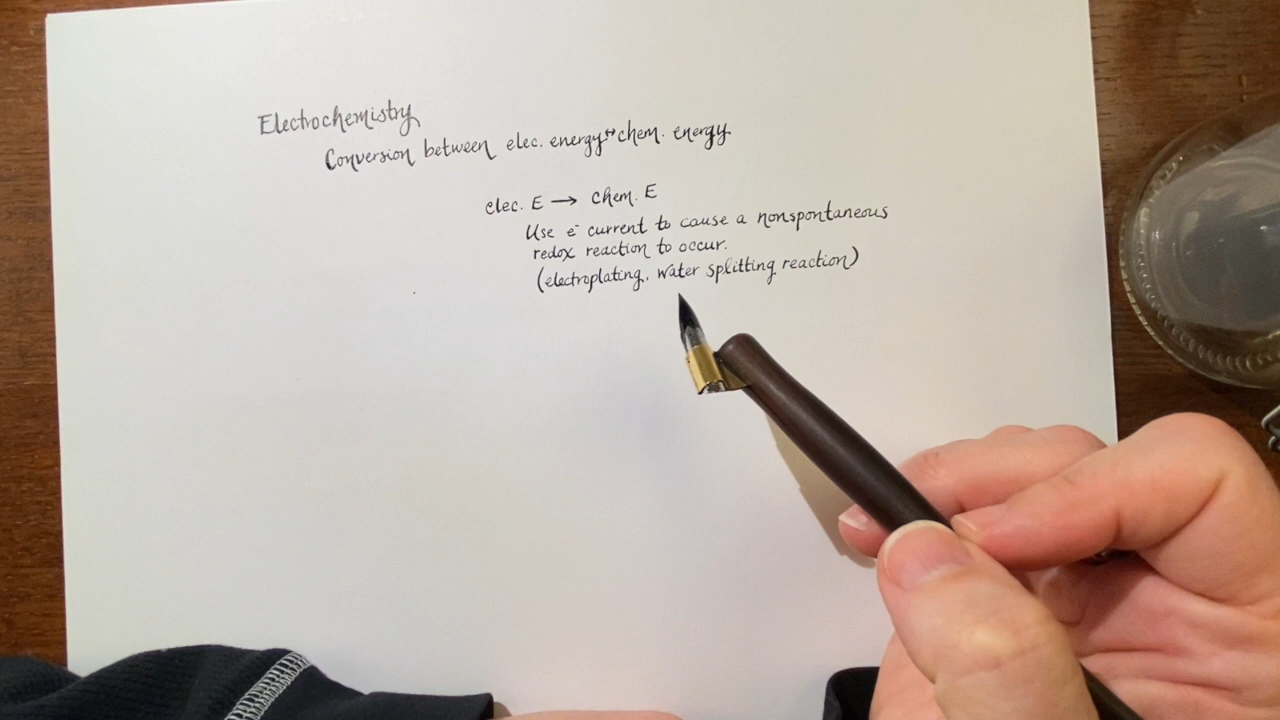 Electrochemistry
Conversion between elec. energy ↔ chem. energy
elec. E → chem. E
Use e⁻ current to cause a nonspontaneous
redox reaction to occur.
(electroplating, water splitting reaction)